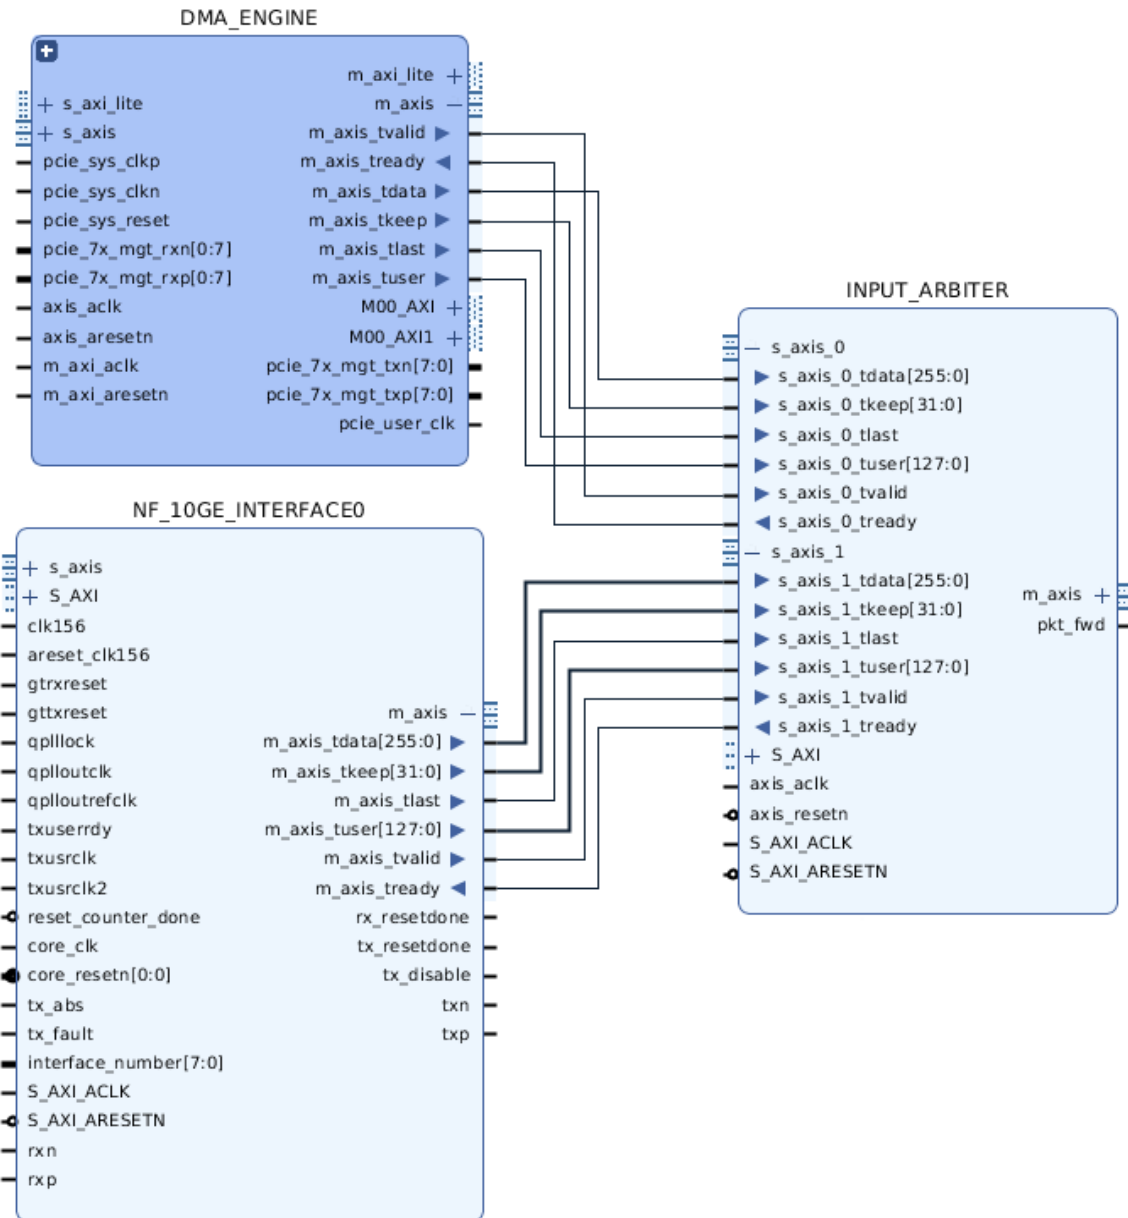 DMA_ENGINE
s_axi_lite
s_axis
pcie_sys_clkp
pcie_sys_clkn
pcie_sys_reset
pcie_7x_mgt_rxn[0:7]
pcie_7x_mgt_rxp[0:7]
axis_aclk
axis_aresetn
m_axi_aclk
m_axi_aresetn
m_axi_lite
m_axis
m_axis_tvalid
m_axis_tready
m_axis_tdata
m_axis_tkeep
m_axis_tlast
m_axis_tuser
M00_AXI
M00_AXI1
pcie_7x_mgt_txn[7:0]
pcie_7x_mgt_txp[7:0]
pcie_user_clk
NF_10GE_INTERFACE0
s_axis
S_AXI
clk156
areset_clk156
gtrxreset
gttxreset
qplllock
qplloutclk
qplloutrefclk
txuserrdy
txusrclk
txusrclk2
reset_counter_done
core_clk
core_resetn[0:0]
tx_abs
tx_fault
interface_number[7:0]
S_AXI_ACLK
S_AXI_ARESETN
rxn
rxp
m_axis
m_axis_tdata[255:0]
m_axis_tkeep[31:0]
m_axis_tlast
m_axis_tuser[127:0]
m_axis_tvalid
m_axis_tready
rx_resetdone
tx_resetdone
tx_disable
txn
txp
INPUT_ARBITER
s_axis_0
s_axis_0_tdata[255:0]
s_axis_0_tkeep[31:0]
s_axis_0_tlast
s_axis_0_tuser[127:0]
s_axis_0_tvalid
s_axis_0_tready
s_axis_1
s_axis_1_tdata[255:0]
s_axis_1_tkeep[31:0]
s_axis_1_tlast
s_axis_1_tuser[127:0]
s_axis_1_tvalid
s_axis_1_tready
S_AXI
axis_aclk
axis_resetn
S_AXI_ACLK
S_AXI_ARESETN
m_axis
pkt_fwd